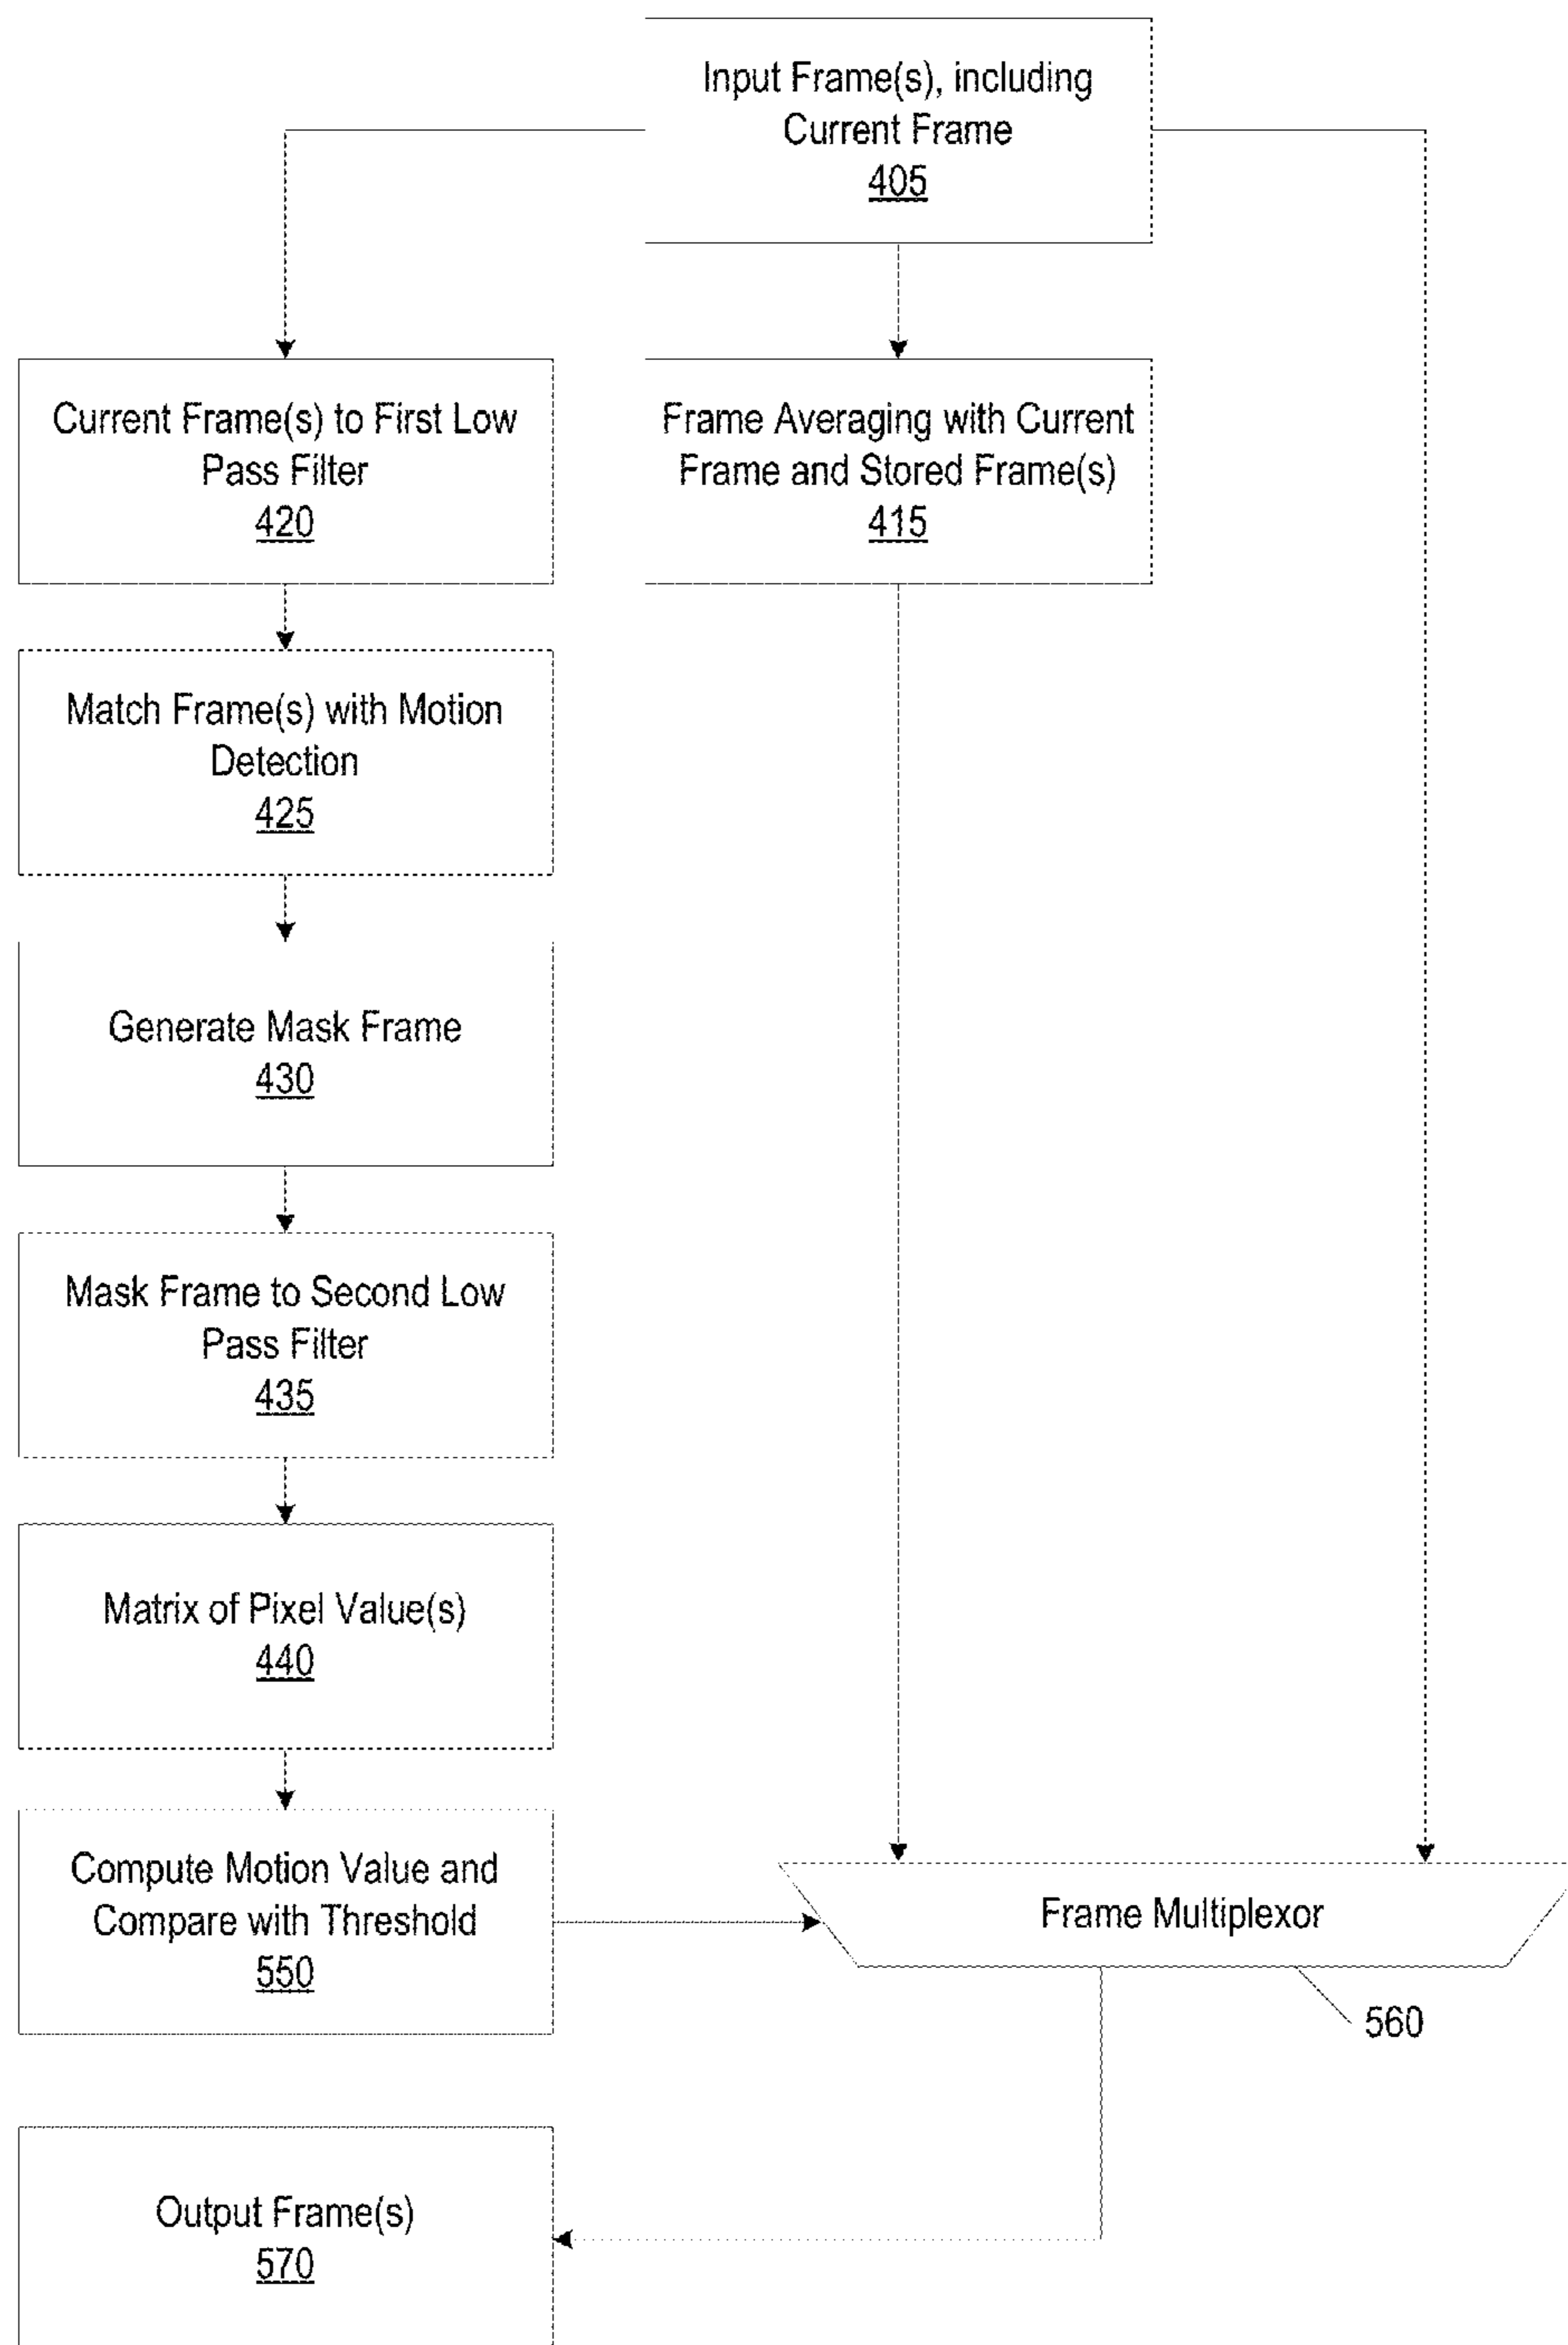 Input Frame(s), including
Current Frame
405
Current Frame(s) to First Low
Pass Filter
420
Frame Averaging with Current
Frame and Stored Frame(s)
415
Match Frame(s) with Motion
Detection
425
Generate Mask Frame
430
Mask Frame to Second Low
Pass Filter
435
Matrix of Pixel Value(s)
440
Compute Motion Value and
Compare with Threshold
550
Frame Multiplexor
560
Output Frame(s)
570